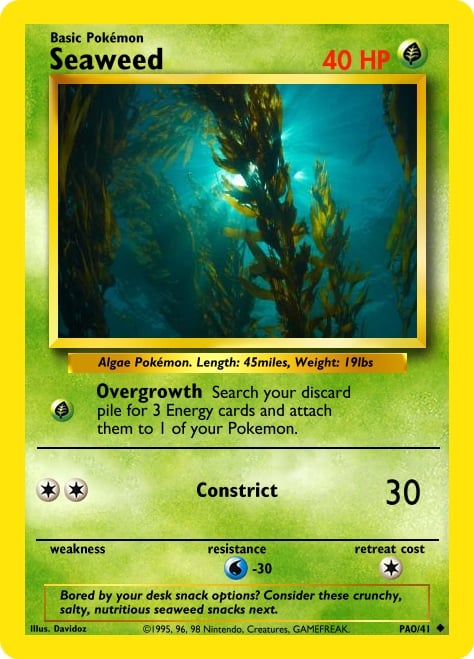 Basic Pokémon
Seaweed
40 HP
Algae Pokémon. Length: 45miles, Weight: 19lbs
Overgrowth Search your discard
pile for 3 Energy cards and attach
them to 1 of your Pokemon.
Constrict 30
weakness resistance retreat cost
-30
Bored by your desk snack options? Consider these crunchy,
salty, nutritious seaweed snacks next.
Illus. Davidoz ©1995, 96, 98 Nintendo, Creatures, GAMEFREAK. PAO/41